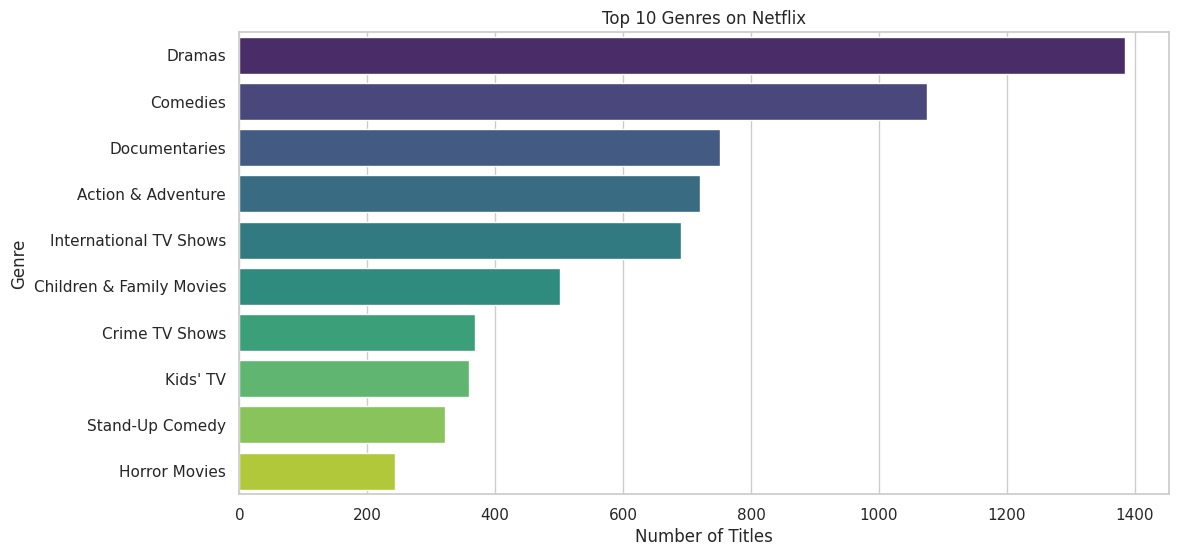 Top 10 Genres on Netflix
Genre
Dramas
Comedies
Documentaries
Action & Adventure
International TV Shows
Children & Family Movies
Crime TV Shows
Kids' TV
Stand-Up Comedy
Horror Movies
0 200 400 600 800 1000 1200 1400
Number of Titles